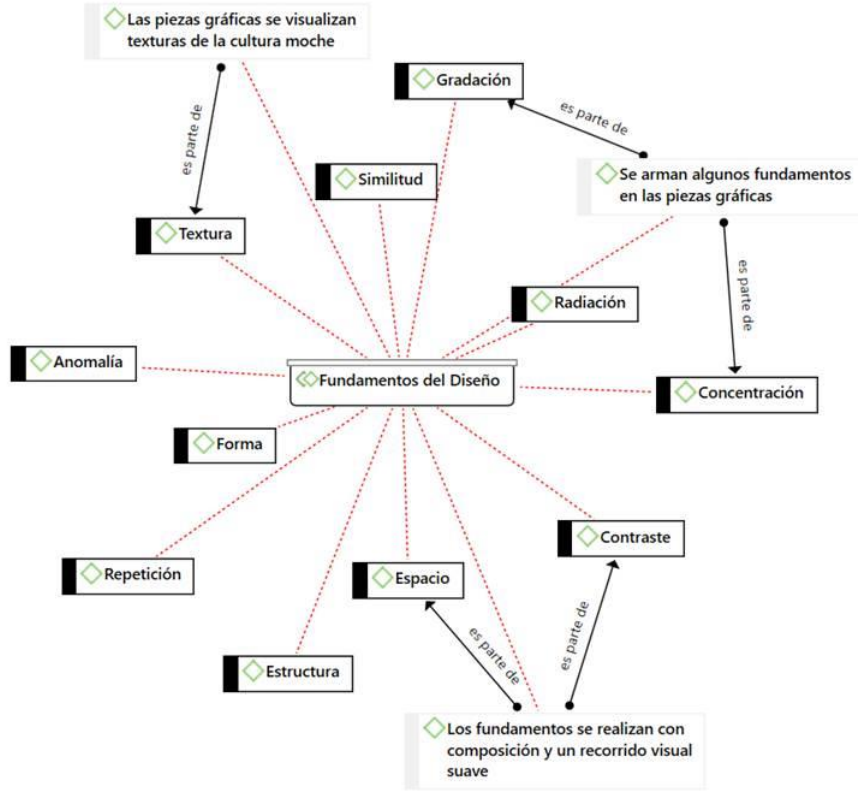 Las piezas gráficas se visualizan
texturas de la cultura moche
Gradación
es parte de
es parte de
Similitud
Se arman algunos fundamentos
en las piezas gráficas
Textura
es parte de
Radiación
Anomalía
Fundamentos del Diseño
Concentración
Forma
Contraste
Repetición
Espacio
es parte de
es parte de
Estructura
Los fundamentos se realizan con
composición y un recorrido visual
suave